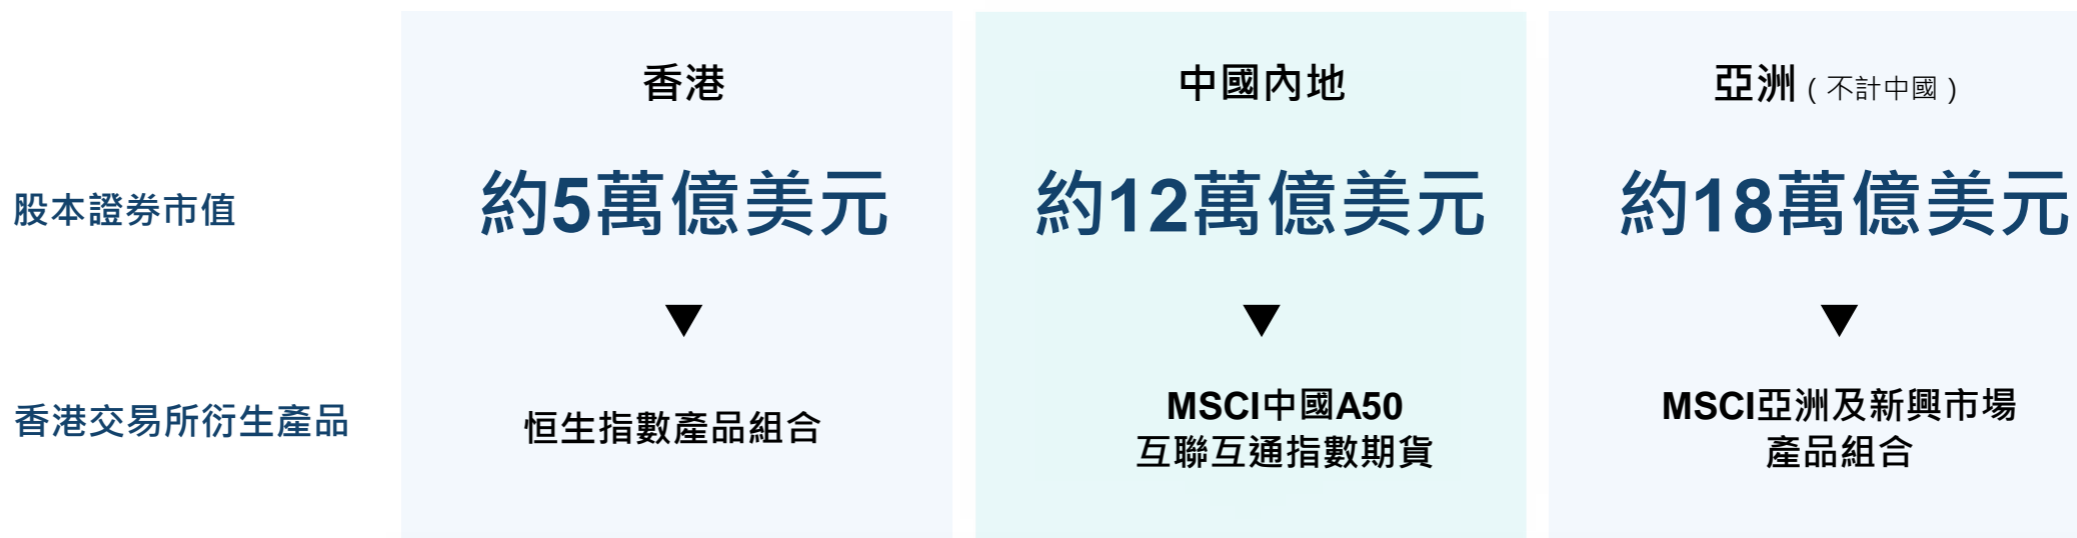 香港
中國內地
亞洲（不計中國）
股本證券市值
約5萬億美元
約12萬億美元
約18萬億美元
▼
▼
▼
香港交易所衍生產品
恒生指數產品組合
MSCI中國A50
互聯互通指數期貨
MSCI亞洲及新興市場
產品組合